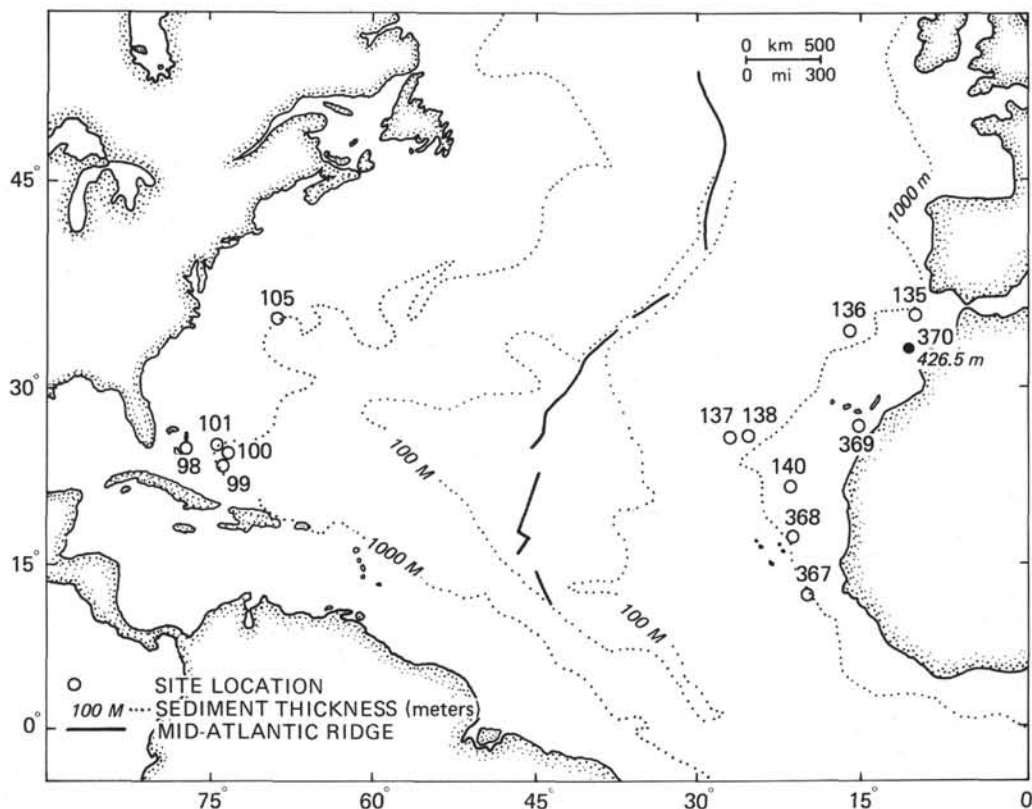 0 km 500
0 mi 300
45°
1000 m
105
136
135
370
426.5 m
30°
101
100
98
99
137
138
369
140
100 M
368
1000 M
15°
367
100 M
SITE LOCATION
100 M SEDIMENT THICKNESS (meters
MID-ATLANTIC RIDGE
0°
75°
60°
45°
30°
15°
0